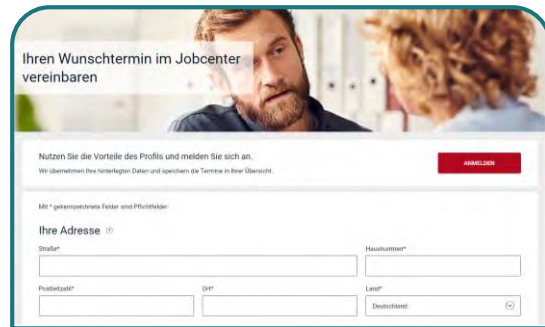 Ihren Wunschtermin im Jobcenter
vereinbaren
Nutzen Sie die Vorteile des Profils und melden Sie sich an.
Wir übernehmen Ihre hinterlegten Daten und speichern die Termine in Ihrer Übersicht.
ANMELDEN
Mit * gekennzeichnete Felder sind Pflichtfelder.
Ihre Adresse
Straße* Hausnummer*
Postleitzahl* Ort* Land*
Deutschland